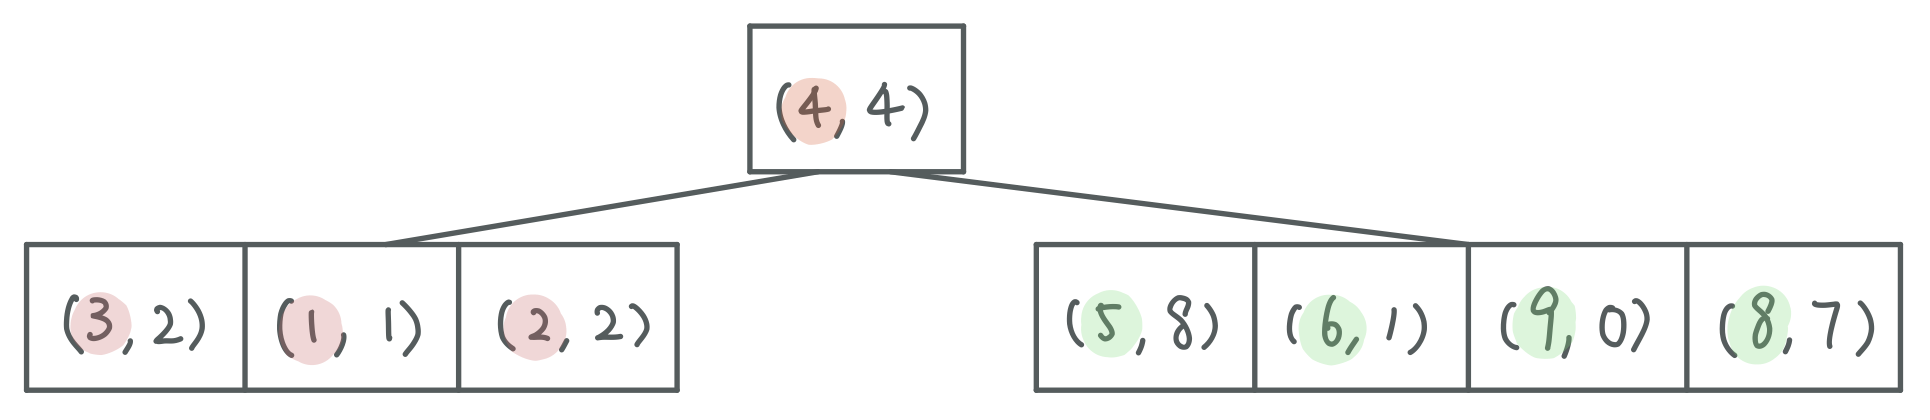 (4, 4)
(3, 2) (1, 1) (2, 2) (5, 8) (6, 1) (9, 0) (8, 7)